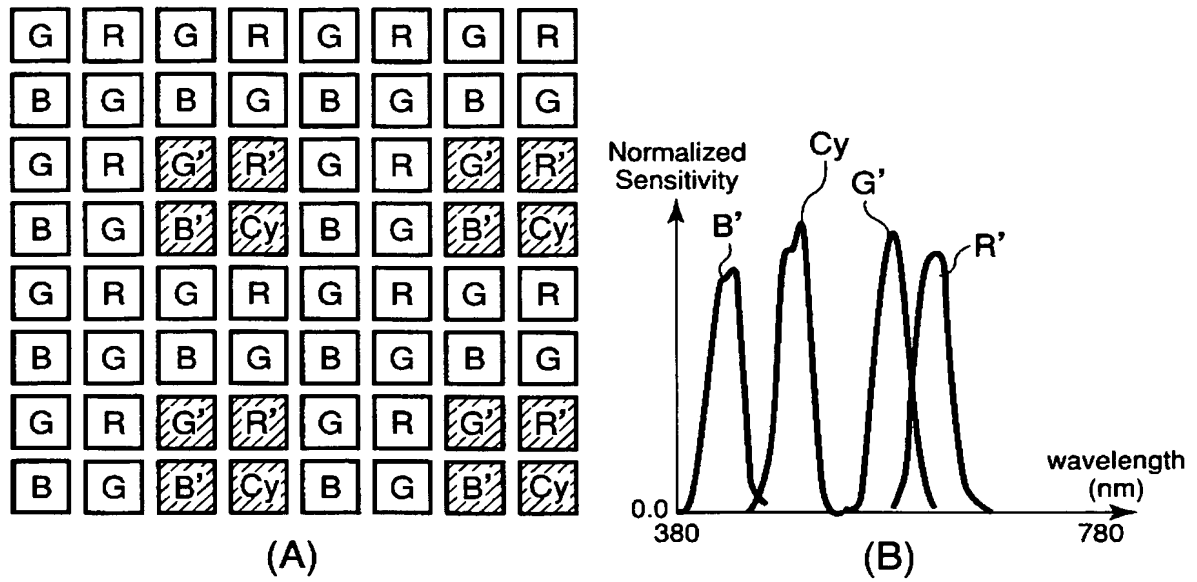 G R G R G R G R
B G B G B G B G
G R G' R' G R G' R'
B G B' Cy B G B' Cy
G R G R G R G R
B G B G B G B G
G R G' R' G R G' R'
B G B' Cy B G B' Cy
(A)
Normalized
Sensitivity
B'
Cy
G'
R'
0.0
380
780
wavelength
(nm)
(B)